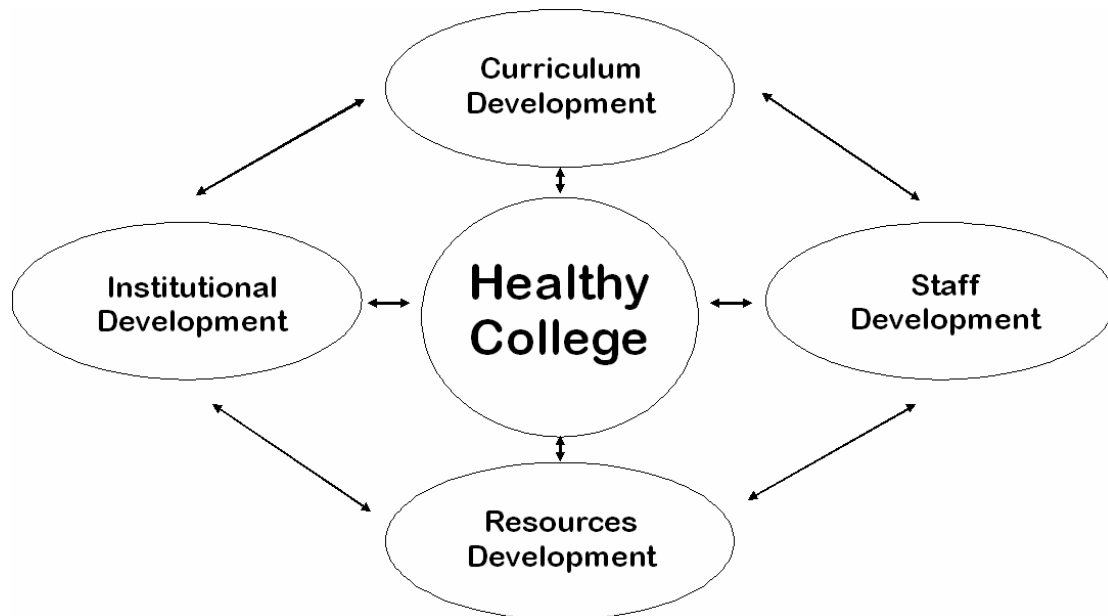 Curriculum
Development
Institutional
Development
Healthy
College
Staff
Development
Resources
Development